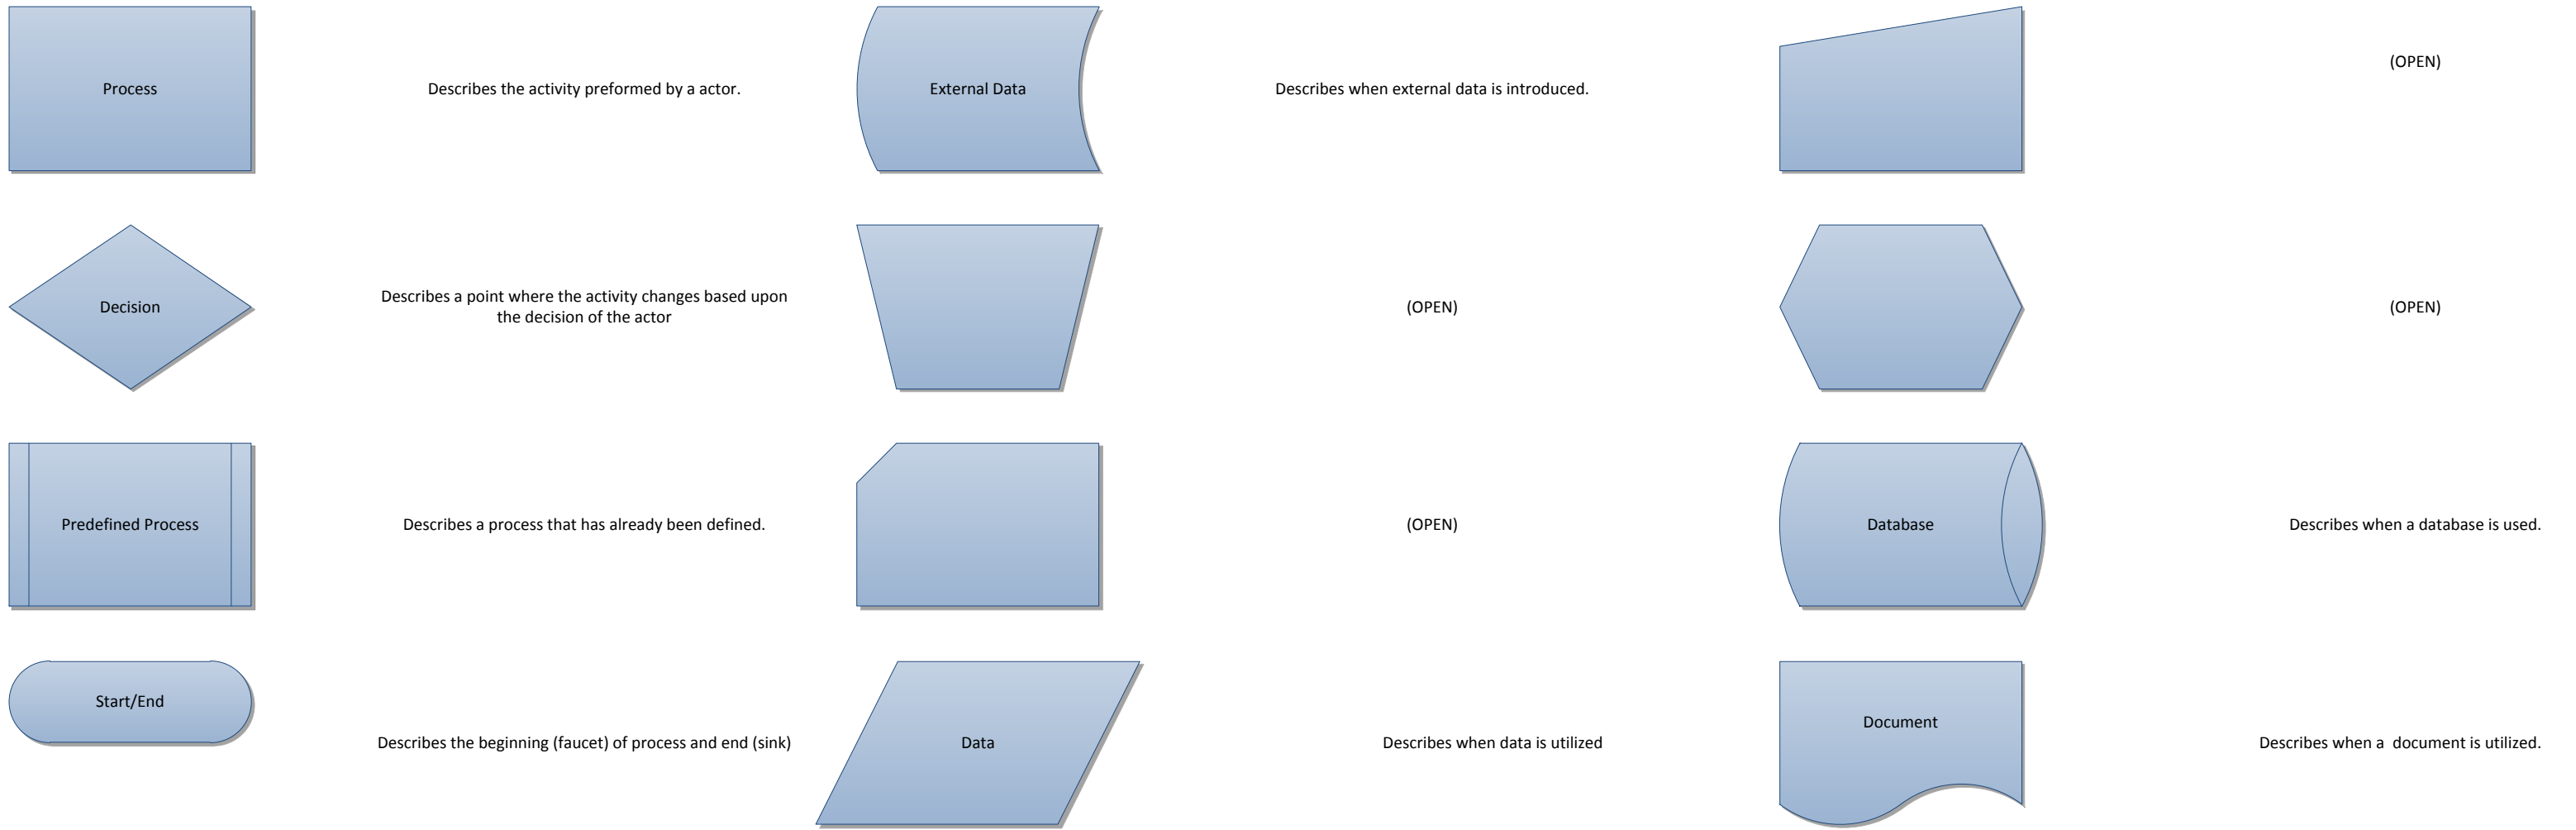 Process
Describes the activity preformed by a actor.
External Data
Describes when external data is introduced.
(OPEN)
Decision
Describes a point where the activity changes based upon
the decision of the actor
(OPEN)
(OPEN)
Predefined Process
Describes a process that has already been defined.
(OPEN)
Database
Describes when a database is used.
Start/End
Describes the beginning (faucet) of process and end (sink)
Data
Describes when data is utilized
Document
Describes when a  document is utilized.